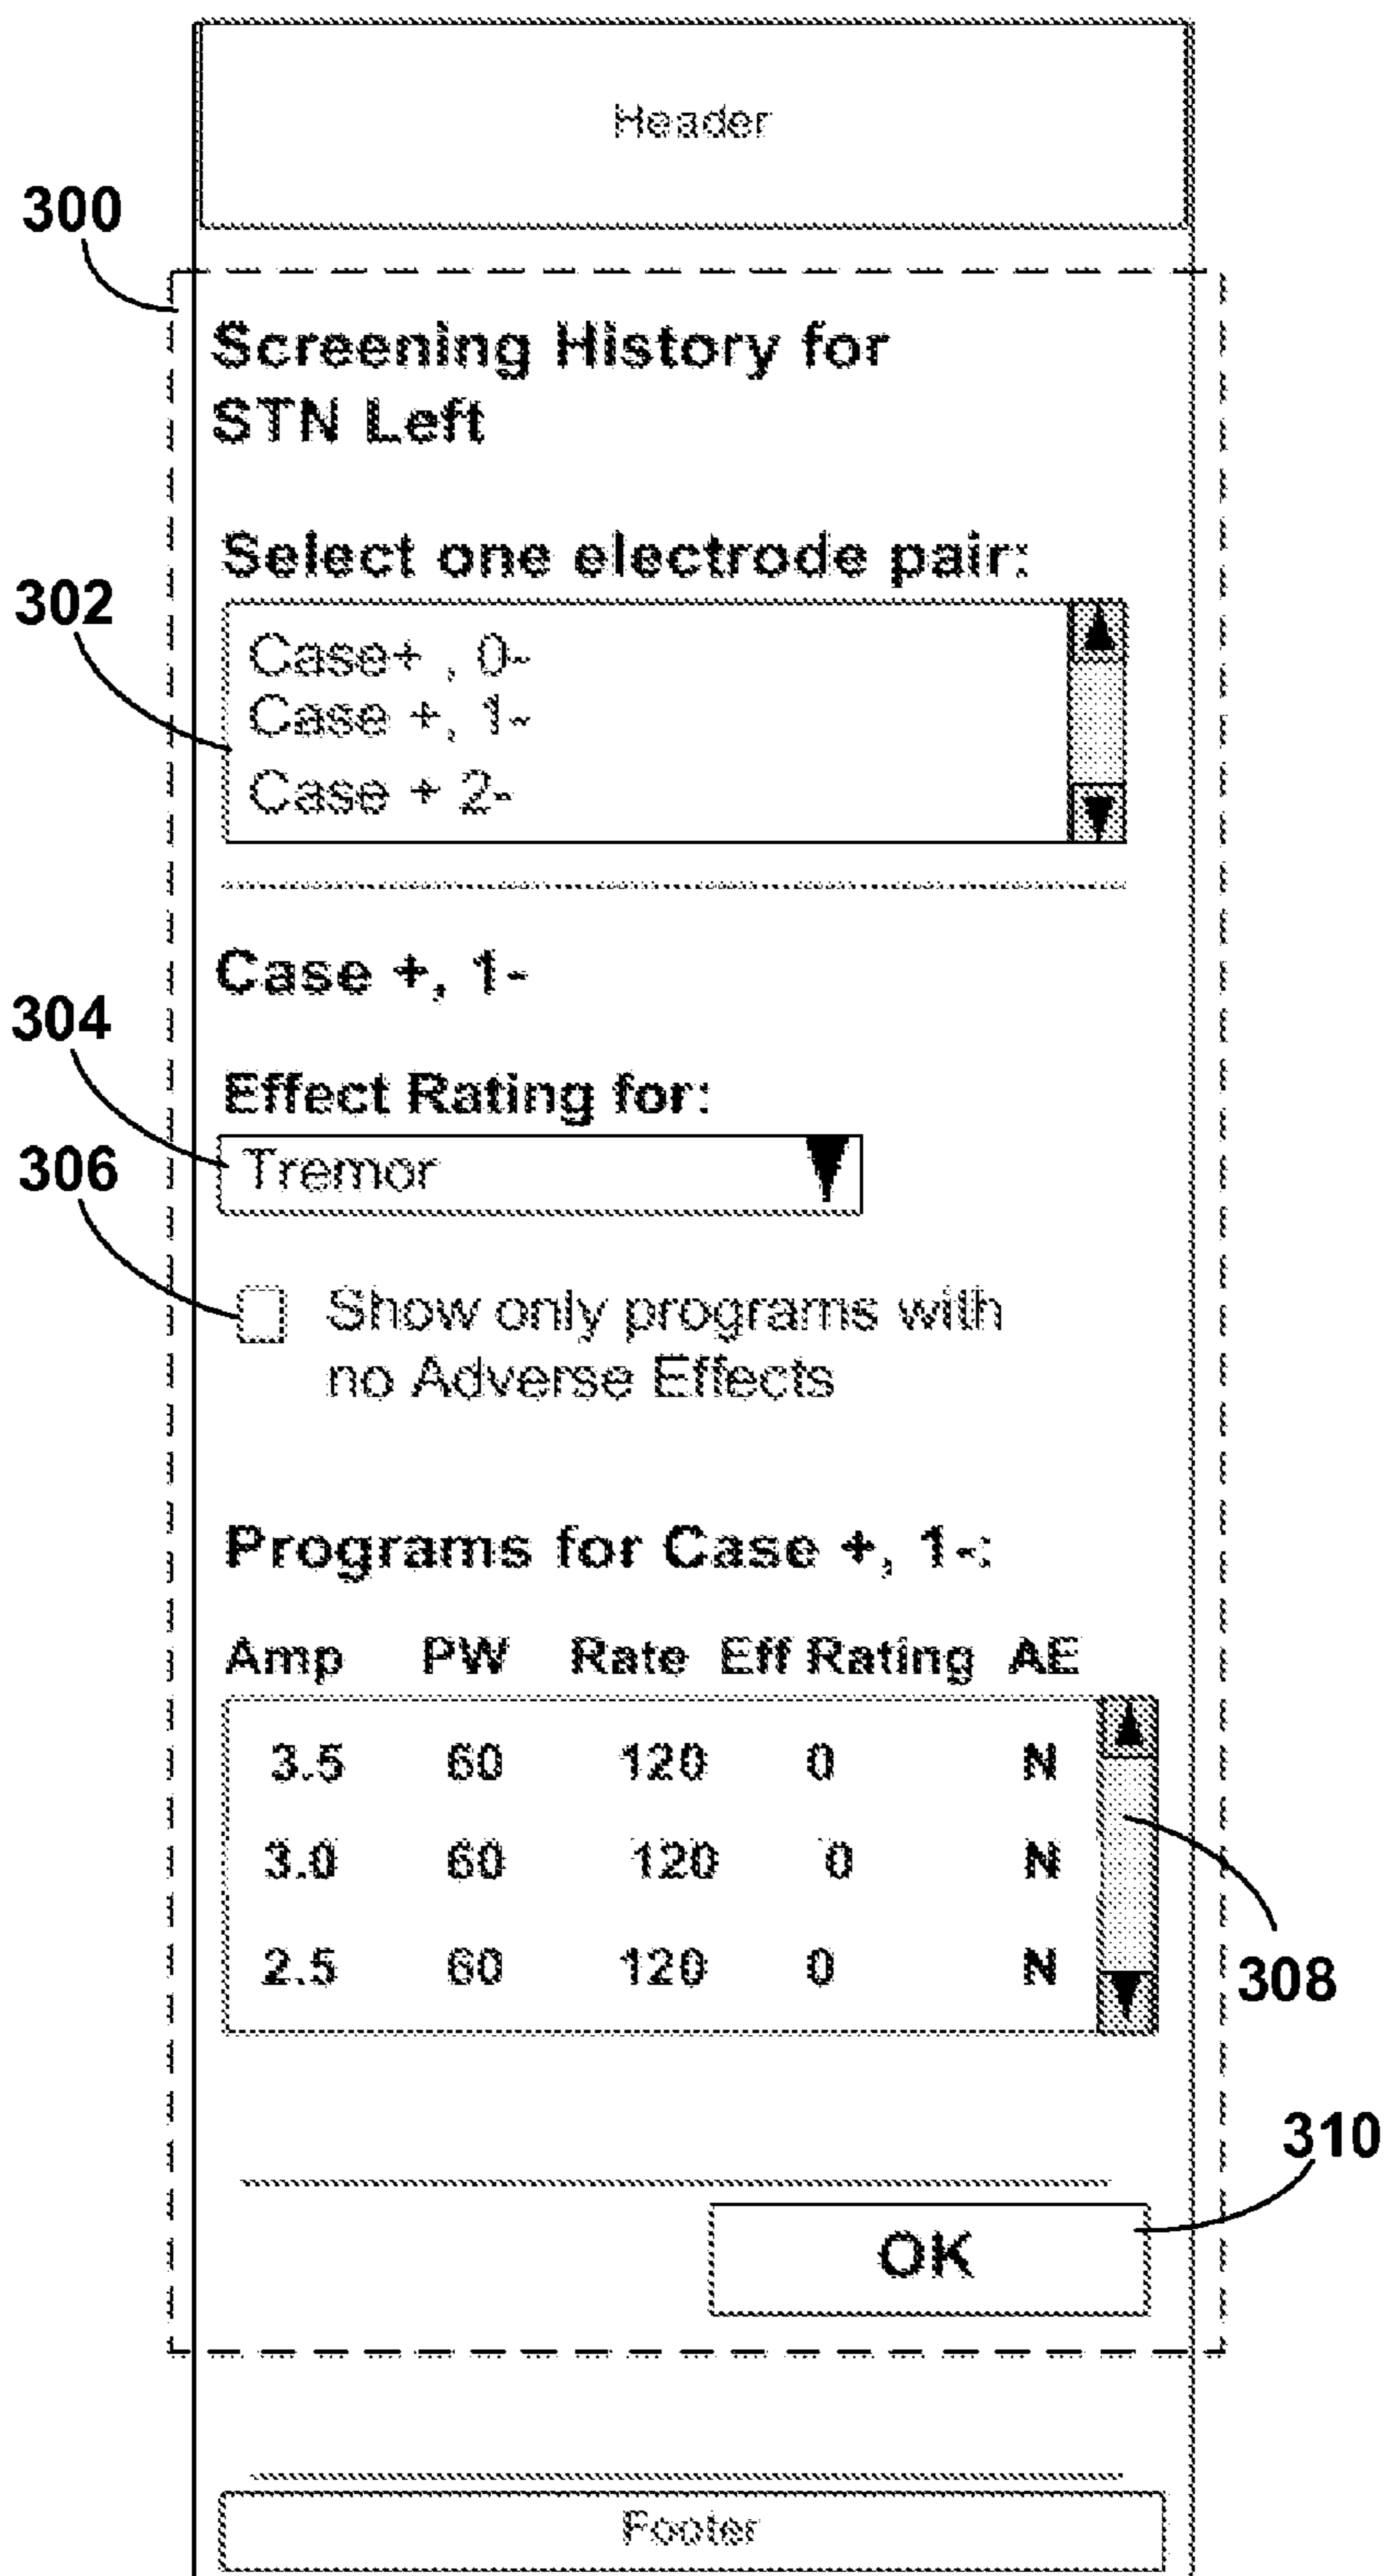 Header
300
Screening History for
STN Left
Select one electrode pair:
302
Case+ , 0-
Case +, 1-
Case + 2-
Case +, 1-
304
Effect Rating for:
306
Tremor
Show only programs with
no Adverse Effects
Programs for Case +, 1-:
Amp PW Rate Eff Rating AE
3.5 60 120 0 N
3.0 60 120 0 N
2.5 60 120 0 N
308
310
OK
Footer